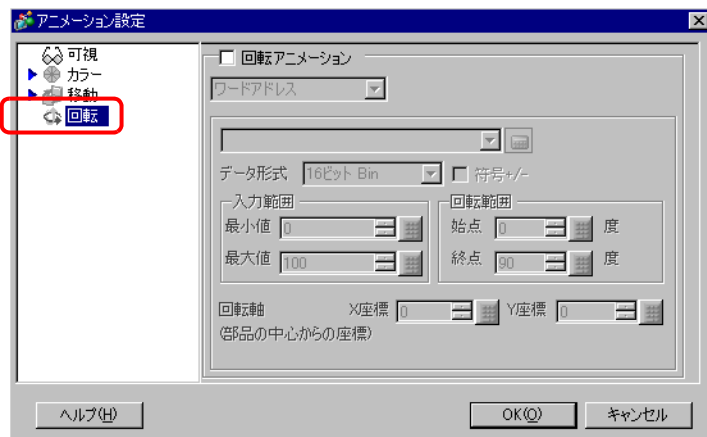 アニメーション設定
可視
カラー
移動
回転
回転アニメーション
ワードアドレス
データ形式 16ビット Bin 符号+/-
入力範囲 回転範囲
最小値 0 始点 0 度
最大値 100 終点 90 度
回転軸 X座標 0 Y座標 0
(部品の中心からの座標)
ヘルプ(H) OK(O) キャンセル